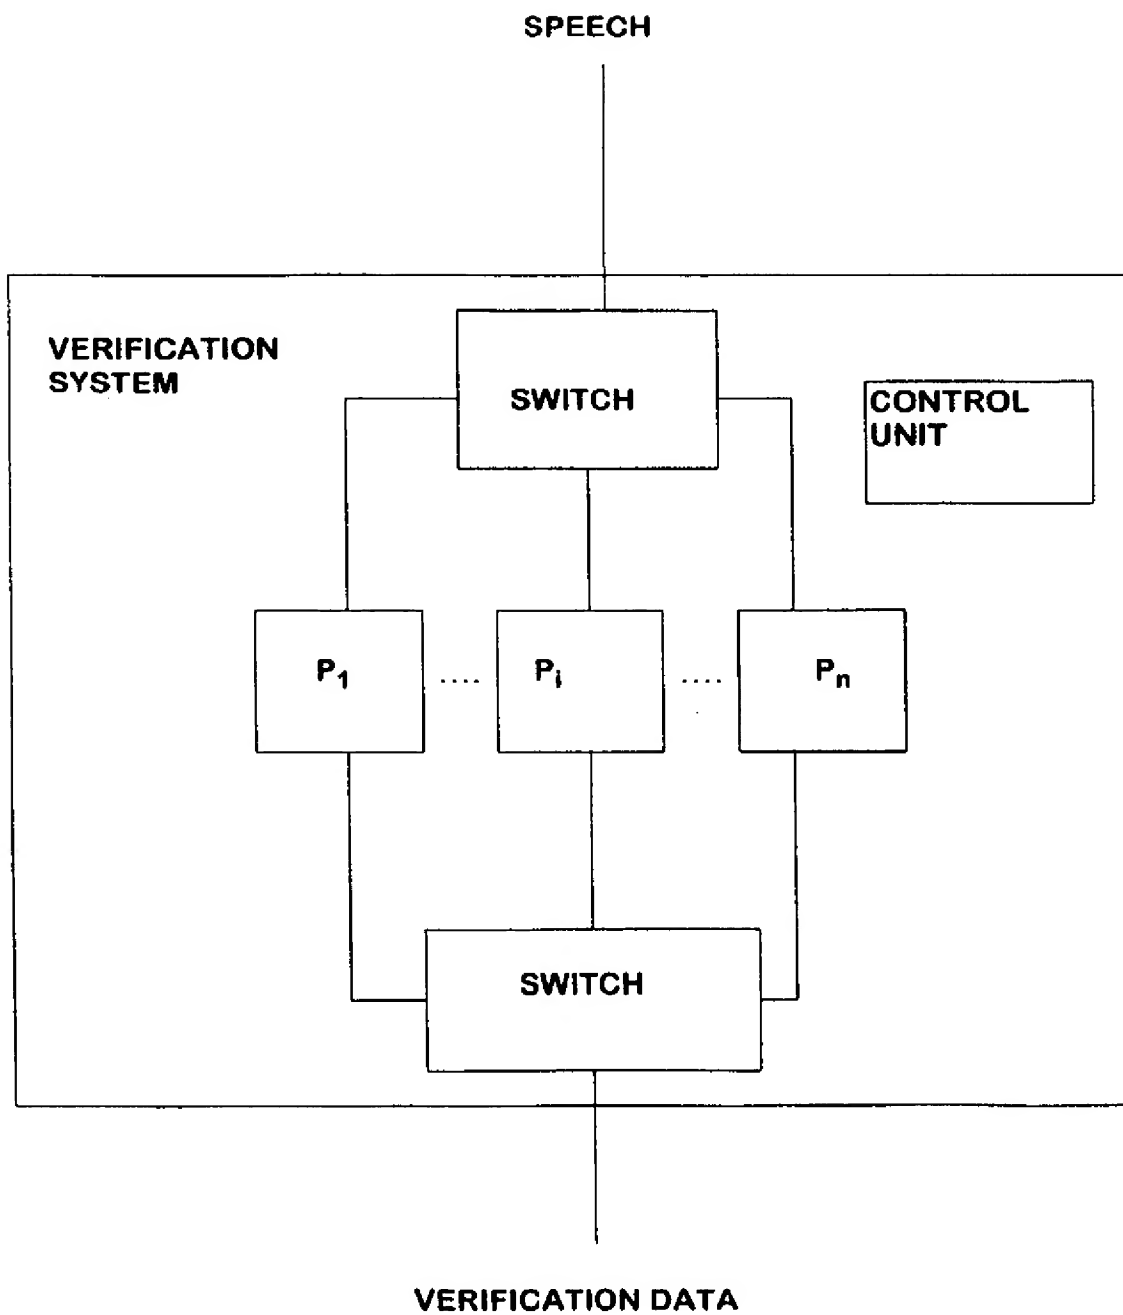 SPEECH
VERIFICATION
SYSTEM
SWITCH
CONTROL
UNIT
P₁ .... Pᵢ .... Pₙ
SWITCH
VERIFICATION DATA